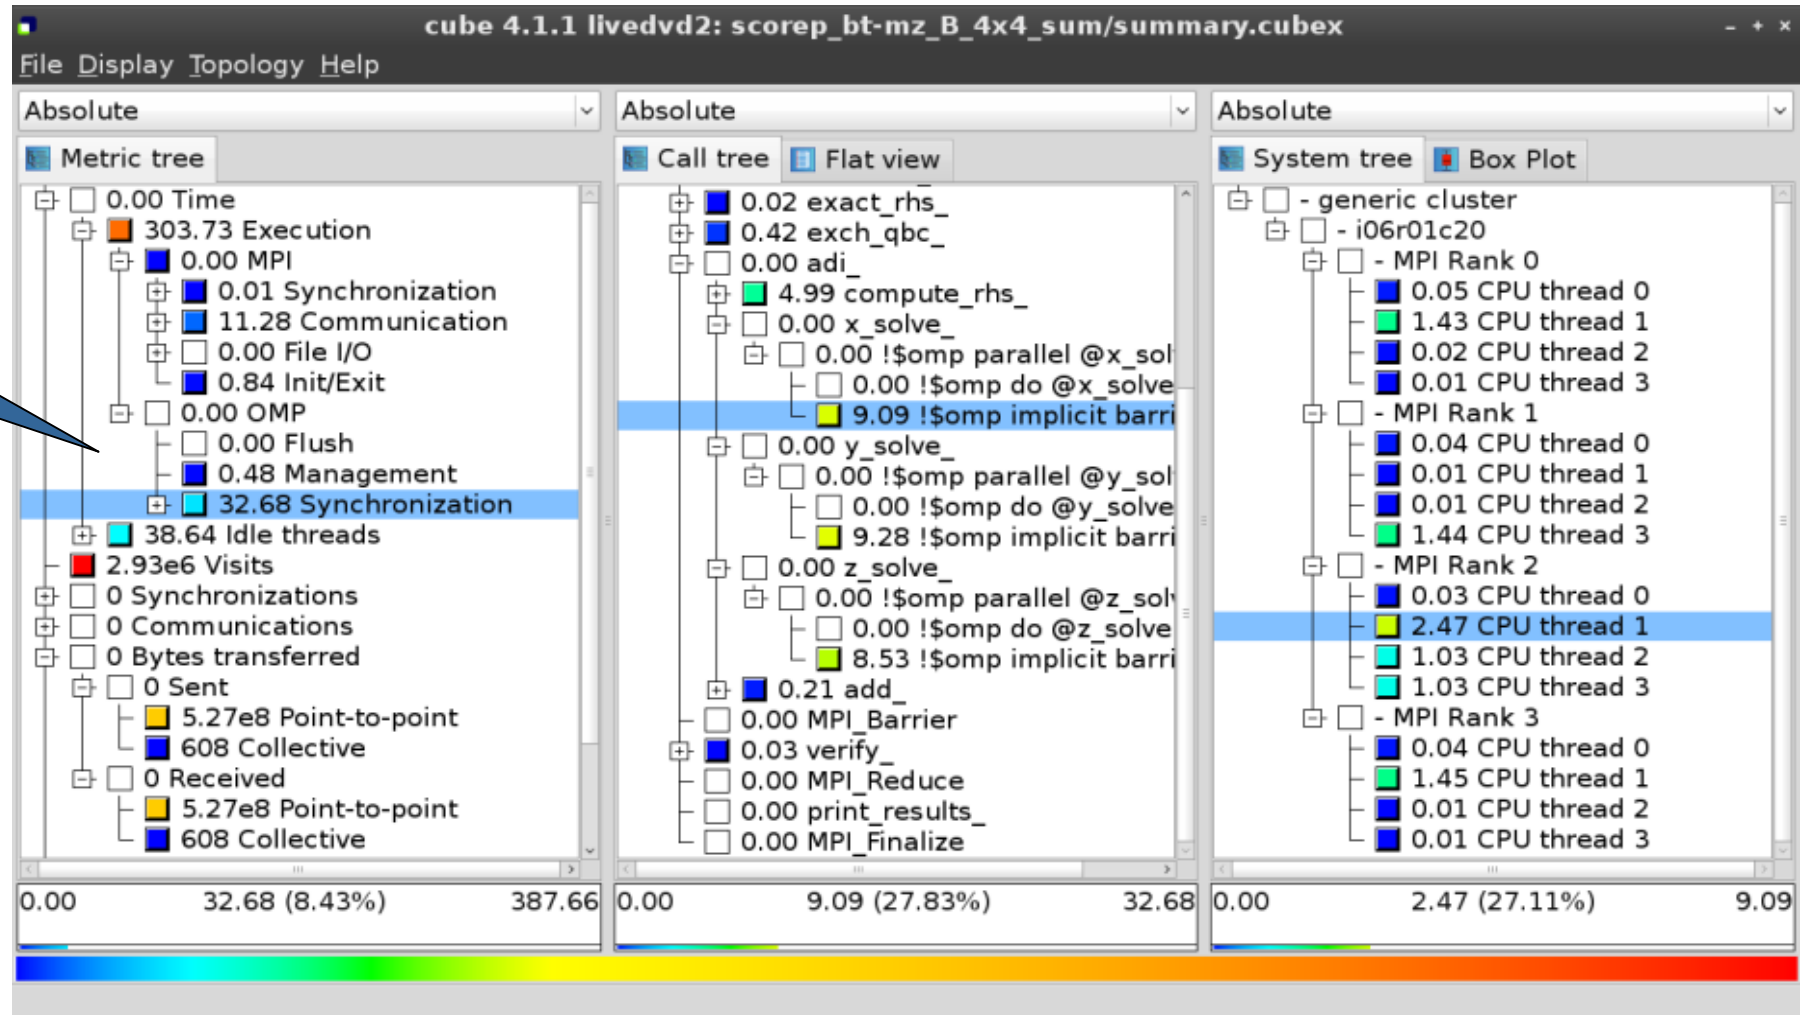 cube 4.1.1 livedvd2: scorep_bt-mz_B_4x4_sum/summary.cubex
File Display Topology Help
Absolute
Metric tree
0.00 Time
303.73 Execution
0.00 MPI
0.01 Synchronization
11.28 Communication
0.00 File I/O
0.84 Init/Exit
0.00 OMP
0.00 Flush
0.48 Management
32.68 Synchronization
38.64 Idle threads
2.93e6 Visits
0 Synchronizations
0 Communications
0 Bytes transferred
0 Sent
5.27e8 Point-to-point
608 Collective
0 Received
5.27e8 Point-to-point
608 Collective
0.00 32.68 (8.43%) 387.66
Absolute
Call tree Flat view
0.02 exact_rhs_
0.42 exch_qbc_
0.00 adi_
4.99 compute_rhs_
0.00 x_solve_
0.00 !$omp parallel @x_sol
0.00 !$omp do @x_solve
9.09 !$omp implicit barri
0.00 y_solve_
0.00 !$omp parallel @y_sol
0.00 !$omp do @y_solve
9.28 !$omp implicit barri
0.00 z_solve_
0.00 !$omp parallel @z_solv
0.00 !$omp do @z_solve
8.53 !$omp implicit barri
0.21 add_
0.00 MPI_Barrier
0.03 verify_
0.00 MPI_Reduce
0.00 print_results_
0.00 MPI_Finalize
0.00 9.09 (27.83%) 32.68
Absolute
System tree Box Plot
- generic cluster
- i06r01c20
- MPI Rank 0
0.05 CPU thread 0
1.43 CPU thread 1
0.02 CPU thread 2
0.01 CPU thread 3
- MPI Rank 1
0.04 CPU thread 0
0.01 CPU thread 1
0.01 CPU thread 2
1.44 CPU thread 3
- MPI Rank 2
0.03 CPU thread 0
2.47 CPU thread 1
1.03 CPU thread 2
1.03 CPU thread 3
- MPI Rank 3
0.04 CPU thread 0
1.45 CPU thread 1
0.01 CPU thread 2
0.01 CPU thread 3
0.00 2.47 (27.11%) 9.09